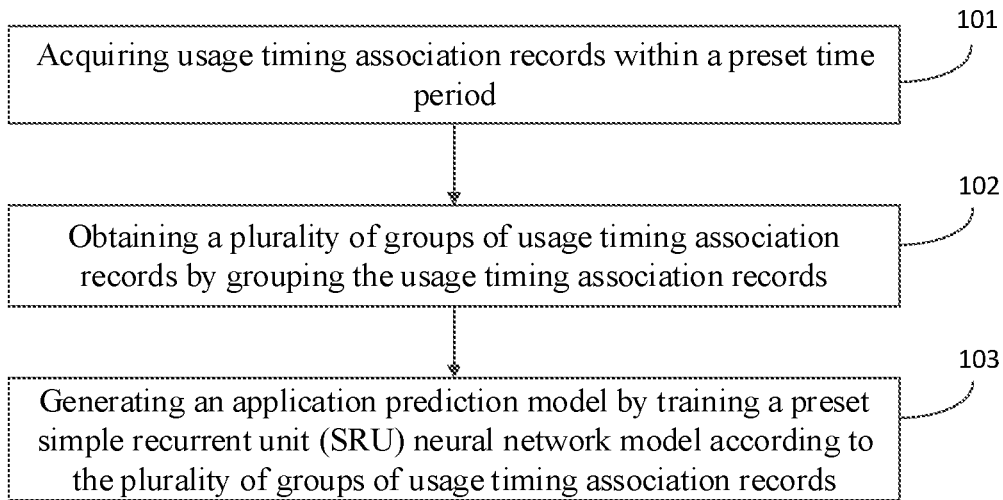 101
Acquiring usage timing association records within a preset time
period
102
Obtaining a plurality of groups of usage timing association
records by grouping the usage timing association records
103
Generating an application prediction model by training a preset
simple recurrent unit (SRU) neural network model according to
the plurality of groups of usage timing association records